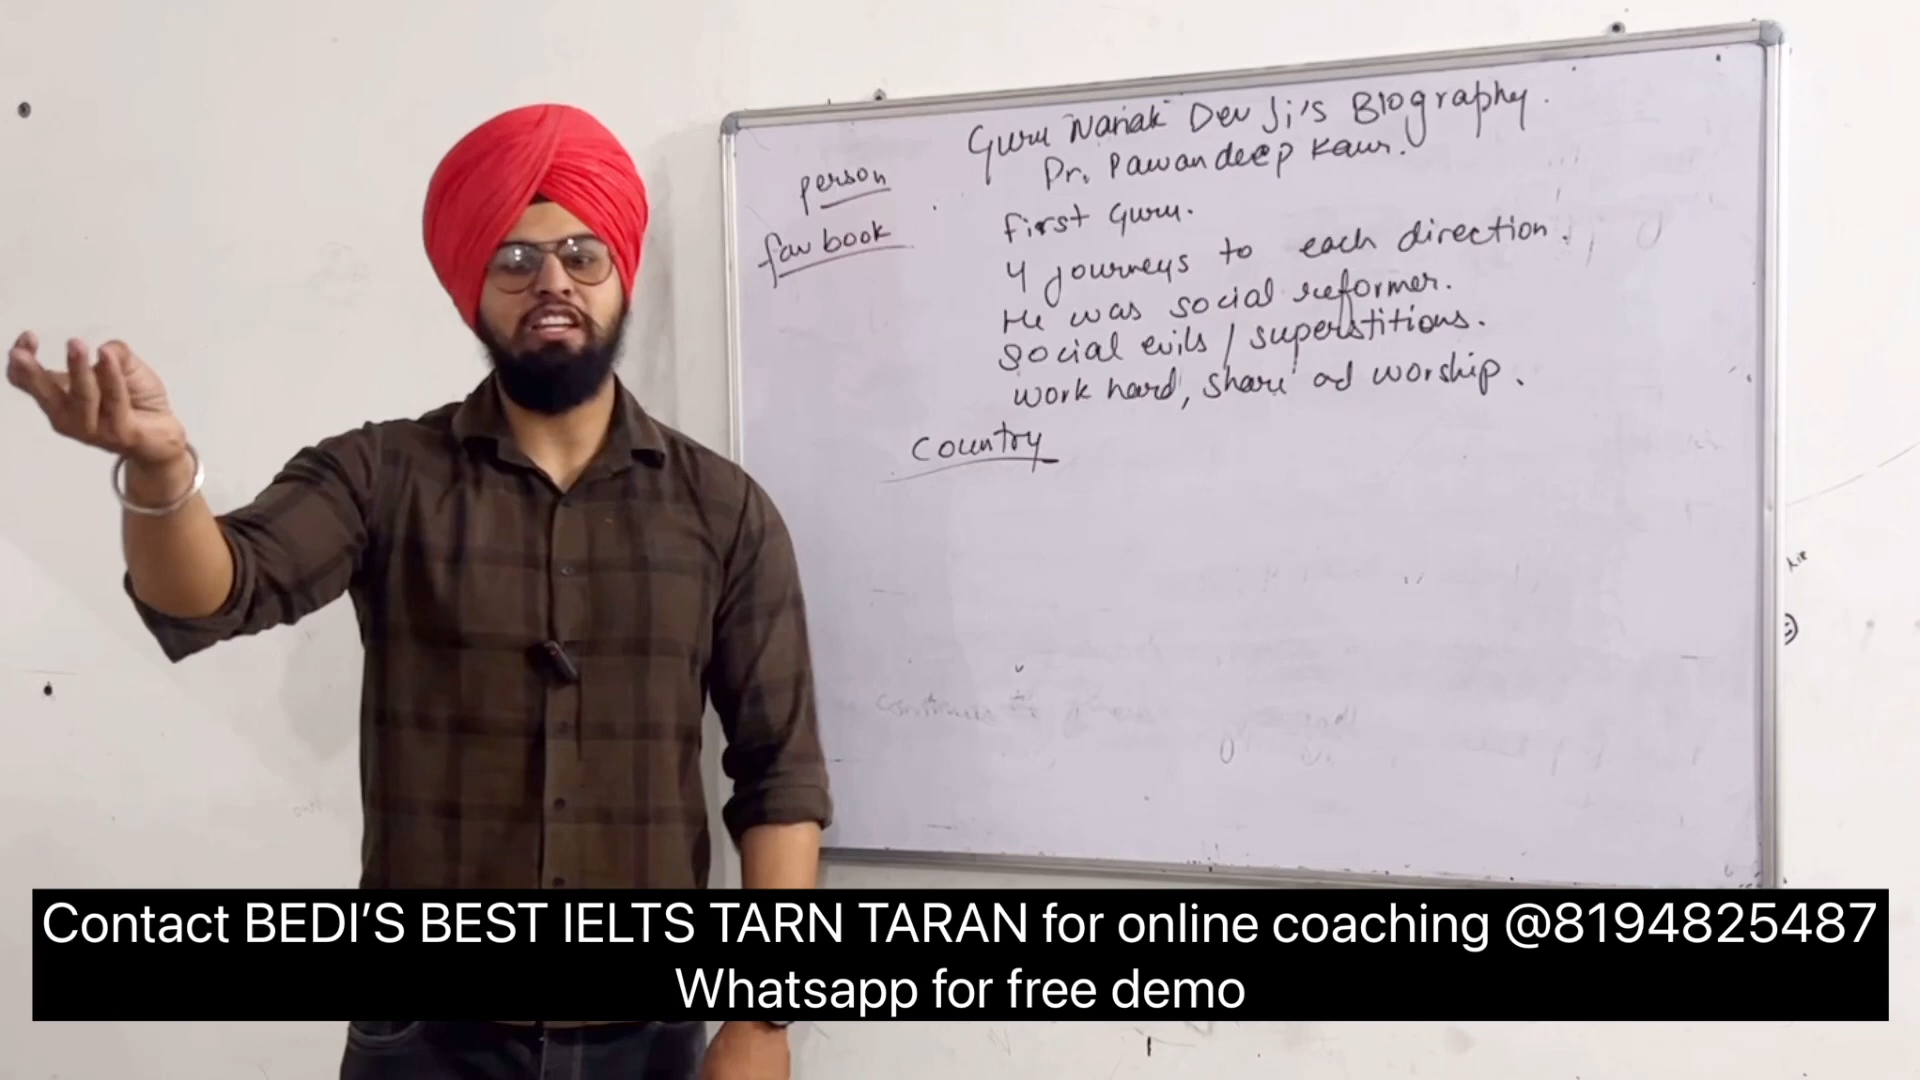 Guru Nanak Dev Ji's Biography.
Dr. Pawandeep Kaur.
person
fav book
First Guru.
4 journeys to each direction.
He was social reformer.
social evils / superstitions.
work hard, share ad worship.
Country
Contact BEDI'S BEST IELTS TARN TARAN for online coaching @8194825487
Whatsapp for free demo